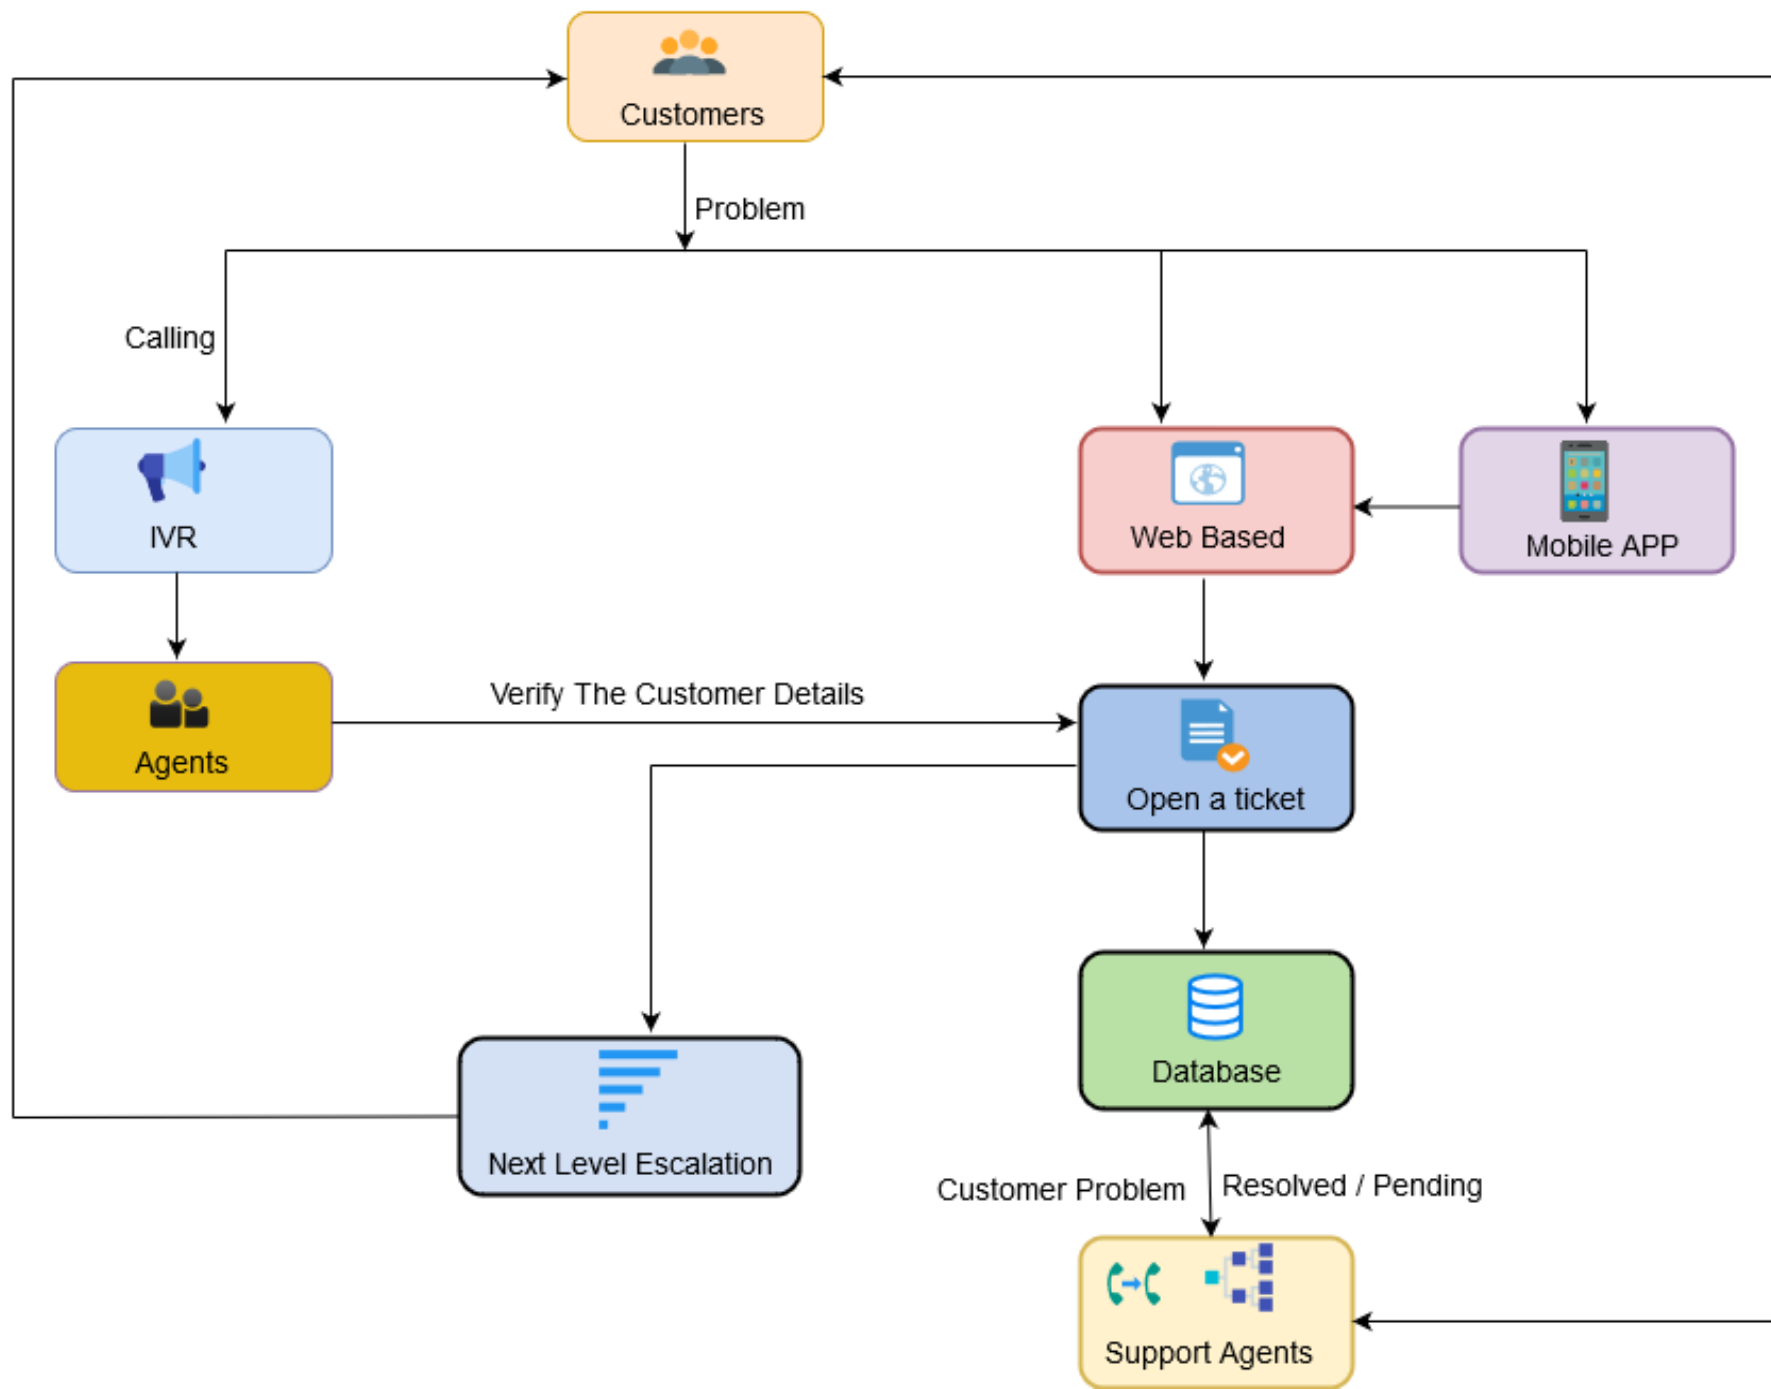 Customers
Problem
Calling
IVR
Web Based
Mobile APP
Verify The Customer Details
Agents
Open a ticket
Database
Next Level Escalation
Customer Problem
Resolved / Pending
Support Agents